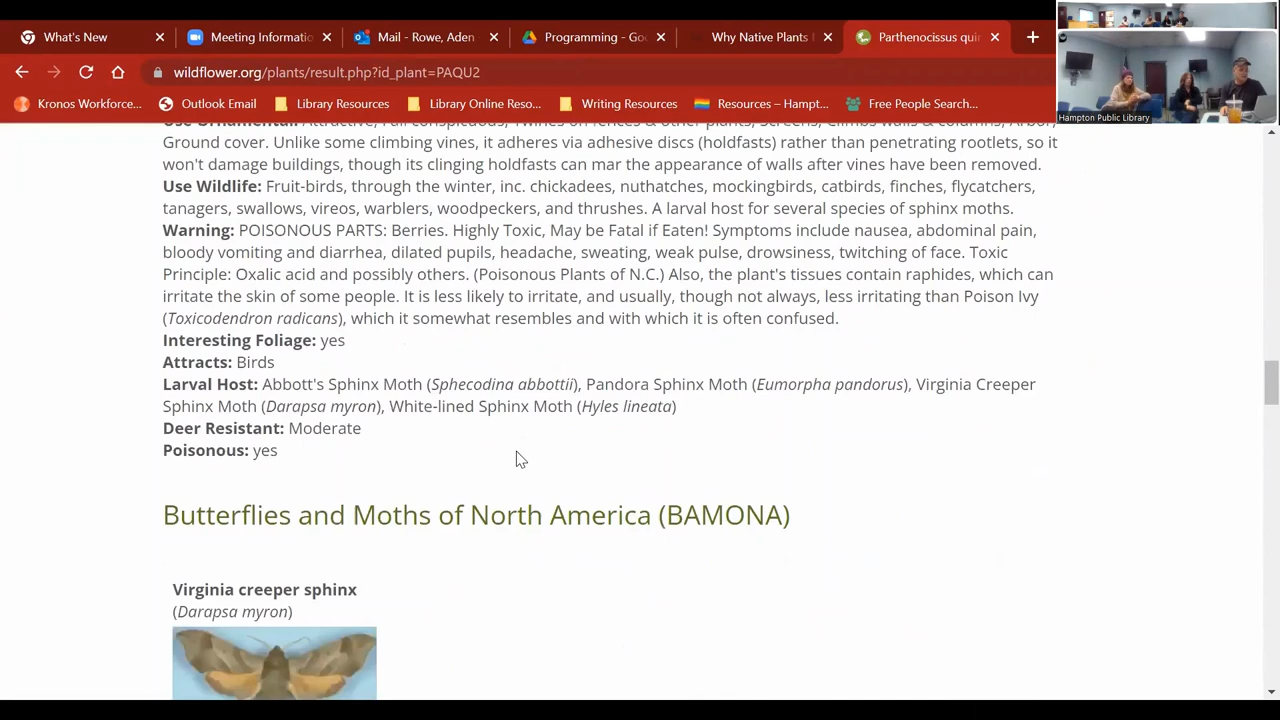 What's New
Meeting Informatio
Mail - Rowe, Aden
Programming - Goo
Why Native Plants
Parthenocissus quin
wildflower.org/plants/result.php?id_plant=PAQU2
Kronos Workforce...
Outlook Email
Library Resources
Library Online Reso...
Writing Resources
Resources – Hampt...
Free People Search...
Hampton Public Library
Ground cover. Unlike some climbing vines, it adheres via adhesive discs (holdfasts) rather than penetrating rootlets, so it
won't damage buildings, though its clinging holdfasts can mar the appearance of walls after vines have been removed.
Use Wildlife: Fruit-birds, through the winter, inc. chickadees, nuthatches, mockingbirds, catbirds, finches, flycatchers,
tanagers, swallows, vireos, warblers, woodpeckers, and thrushes. A larval host for several species of sphinx moths.
Warning: POISONOUS PARTS: Berries. Highly Toxic, May be Fatal if Eaten! Symptoms include nausea, abdominal pain,
bloody vomiting and diarrhea, dilated pupils, headache, sweating, weak pulse, drowsiness, twitching of face. Toxic
Principle: Oxalic acid and possibly others. (Poisonous Plants of N.C.) Also, the plant's tissues contain raphides, which can
irritate the skin of some people. It is less likely to irritate, and usually, though not always, less irritating than Poison Ivy
(Toxicodendron radicans), which it somewhat resembles and with which it is often confused.
Interesting Foliage: yes
Attracts: Birds
Larval Host: Abbott's Sphinx Moth (Sphecodina abbottii), Pandora Sphinx Moth (Eumorpha pandorus), Virginia Creeper
Sphinx Moth (Darapsa myron), White-lined Sphinx Moth (Hyles lineata)
Deer Resistant: Moderate
Poisonous: yes
Butterflies and Moths of North America (BAMONA)
Virginia creeper sphinx
(Darapsa myron)